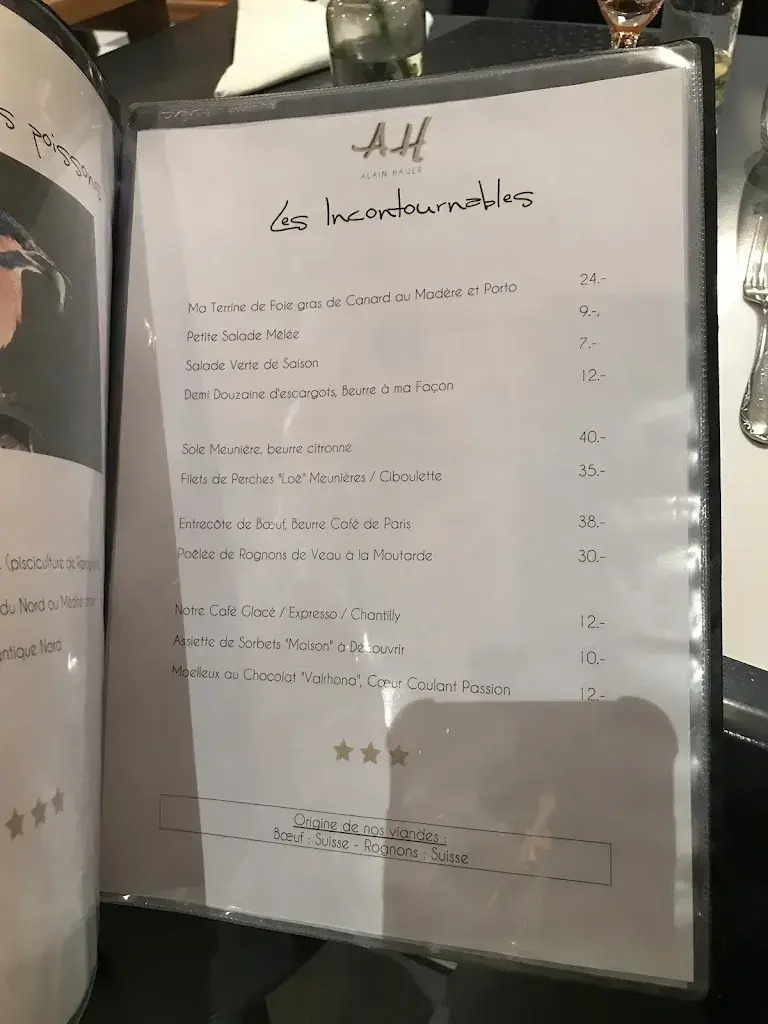 s poissons
(pisciculture de
du Nord ou
antique Nord
AH
ALAIN HAUER
Les Incontournables
Ma Terrine de Foie gras de Canard au Madère et Porto 24.-
Petite Salade Mêlée 9.-,
Salade Verte de Saison 7.-
Demi Douzaine d'escargots, Beurre à ma Façon 12.-
Sole Meunière, beurre citronné 40.-
Filets de Perches "Loë" Meunières / Ciboulette 35.-
Entrecôte de Bœuf, Beurre Café de Paris 38.-
Poêlée de Rognons de Veau à la Moutarde 30.-
Notre Café Glacé / Expresso / Chantilly 12.-
Assiette de Sorbets "Maison" à Découvrir 10.-
Moelleux au Chocolat "Valrhona", Cœur Coulant Passion 12.-
Origine de nos viandes :
Bœuf : Suisse - Rognons : Suisse